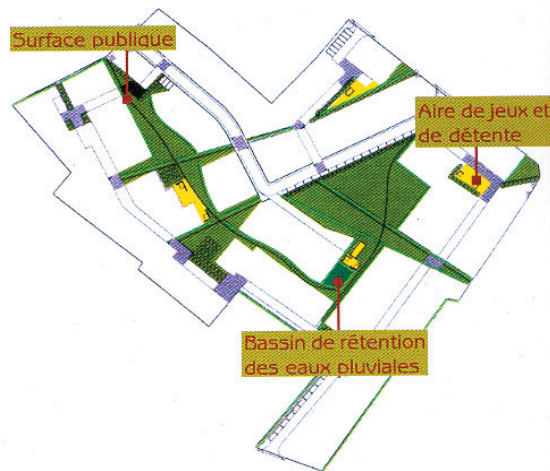 Surface publique
Aire de jeux et
de détente
Bassin de rétention
des eaux pluviales